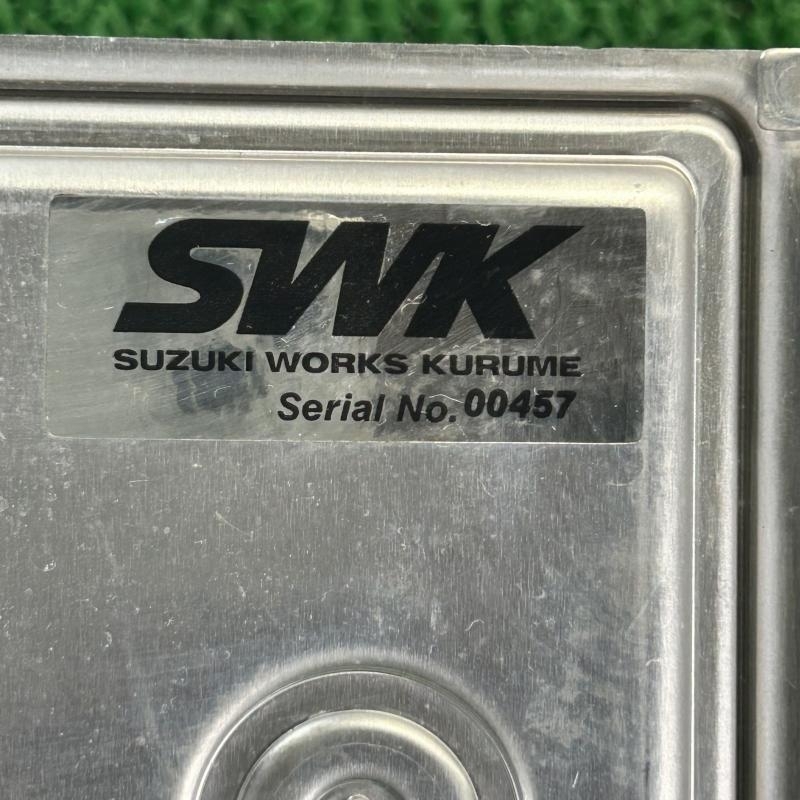 SWK
SUZUKI WORKS KURUME
Serial No. 00457